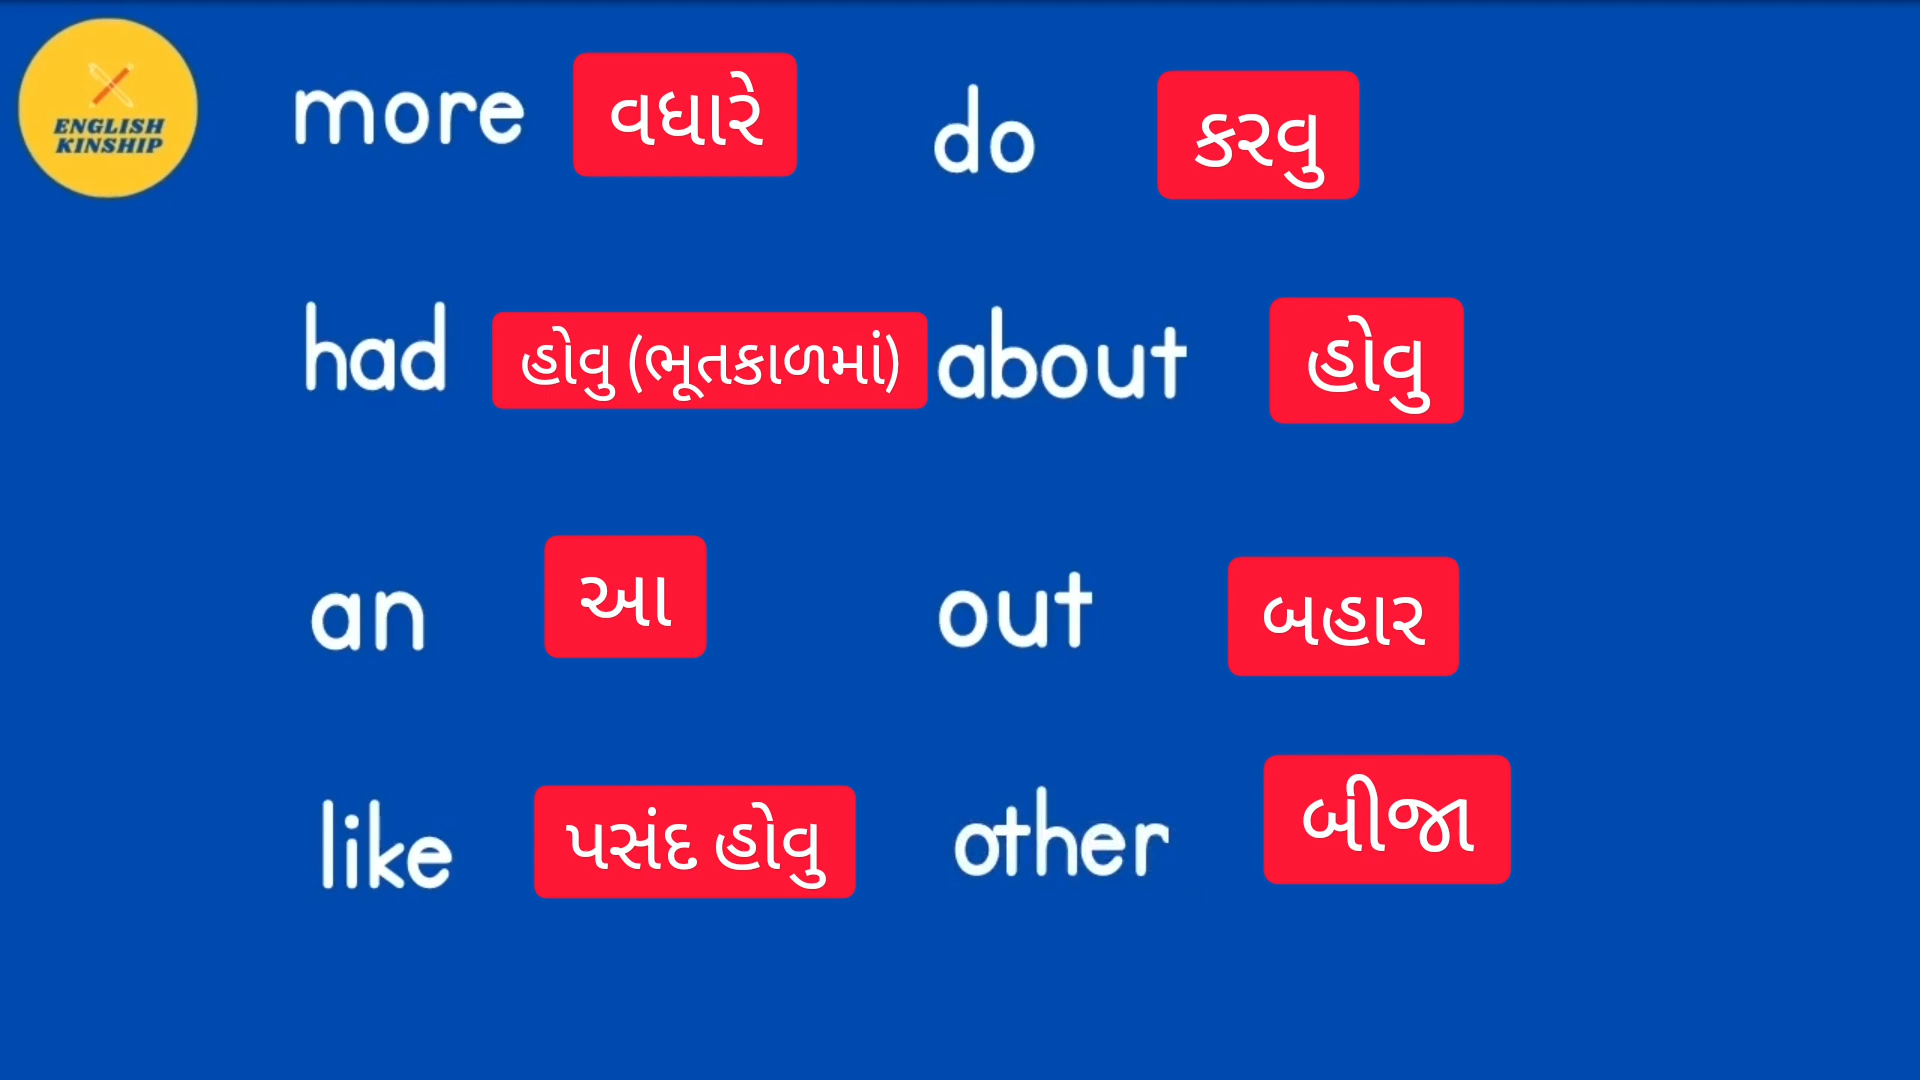 ENGLISH
KINSHIP
more વધારે do કરવુ
had હોવુ (ભૂતકાળમાં) about હોવુ
an આ out બહાર
like પસંદ હોવુ other બીજા